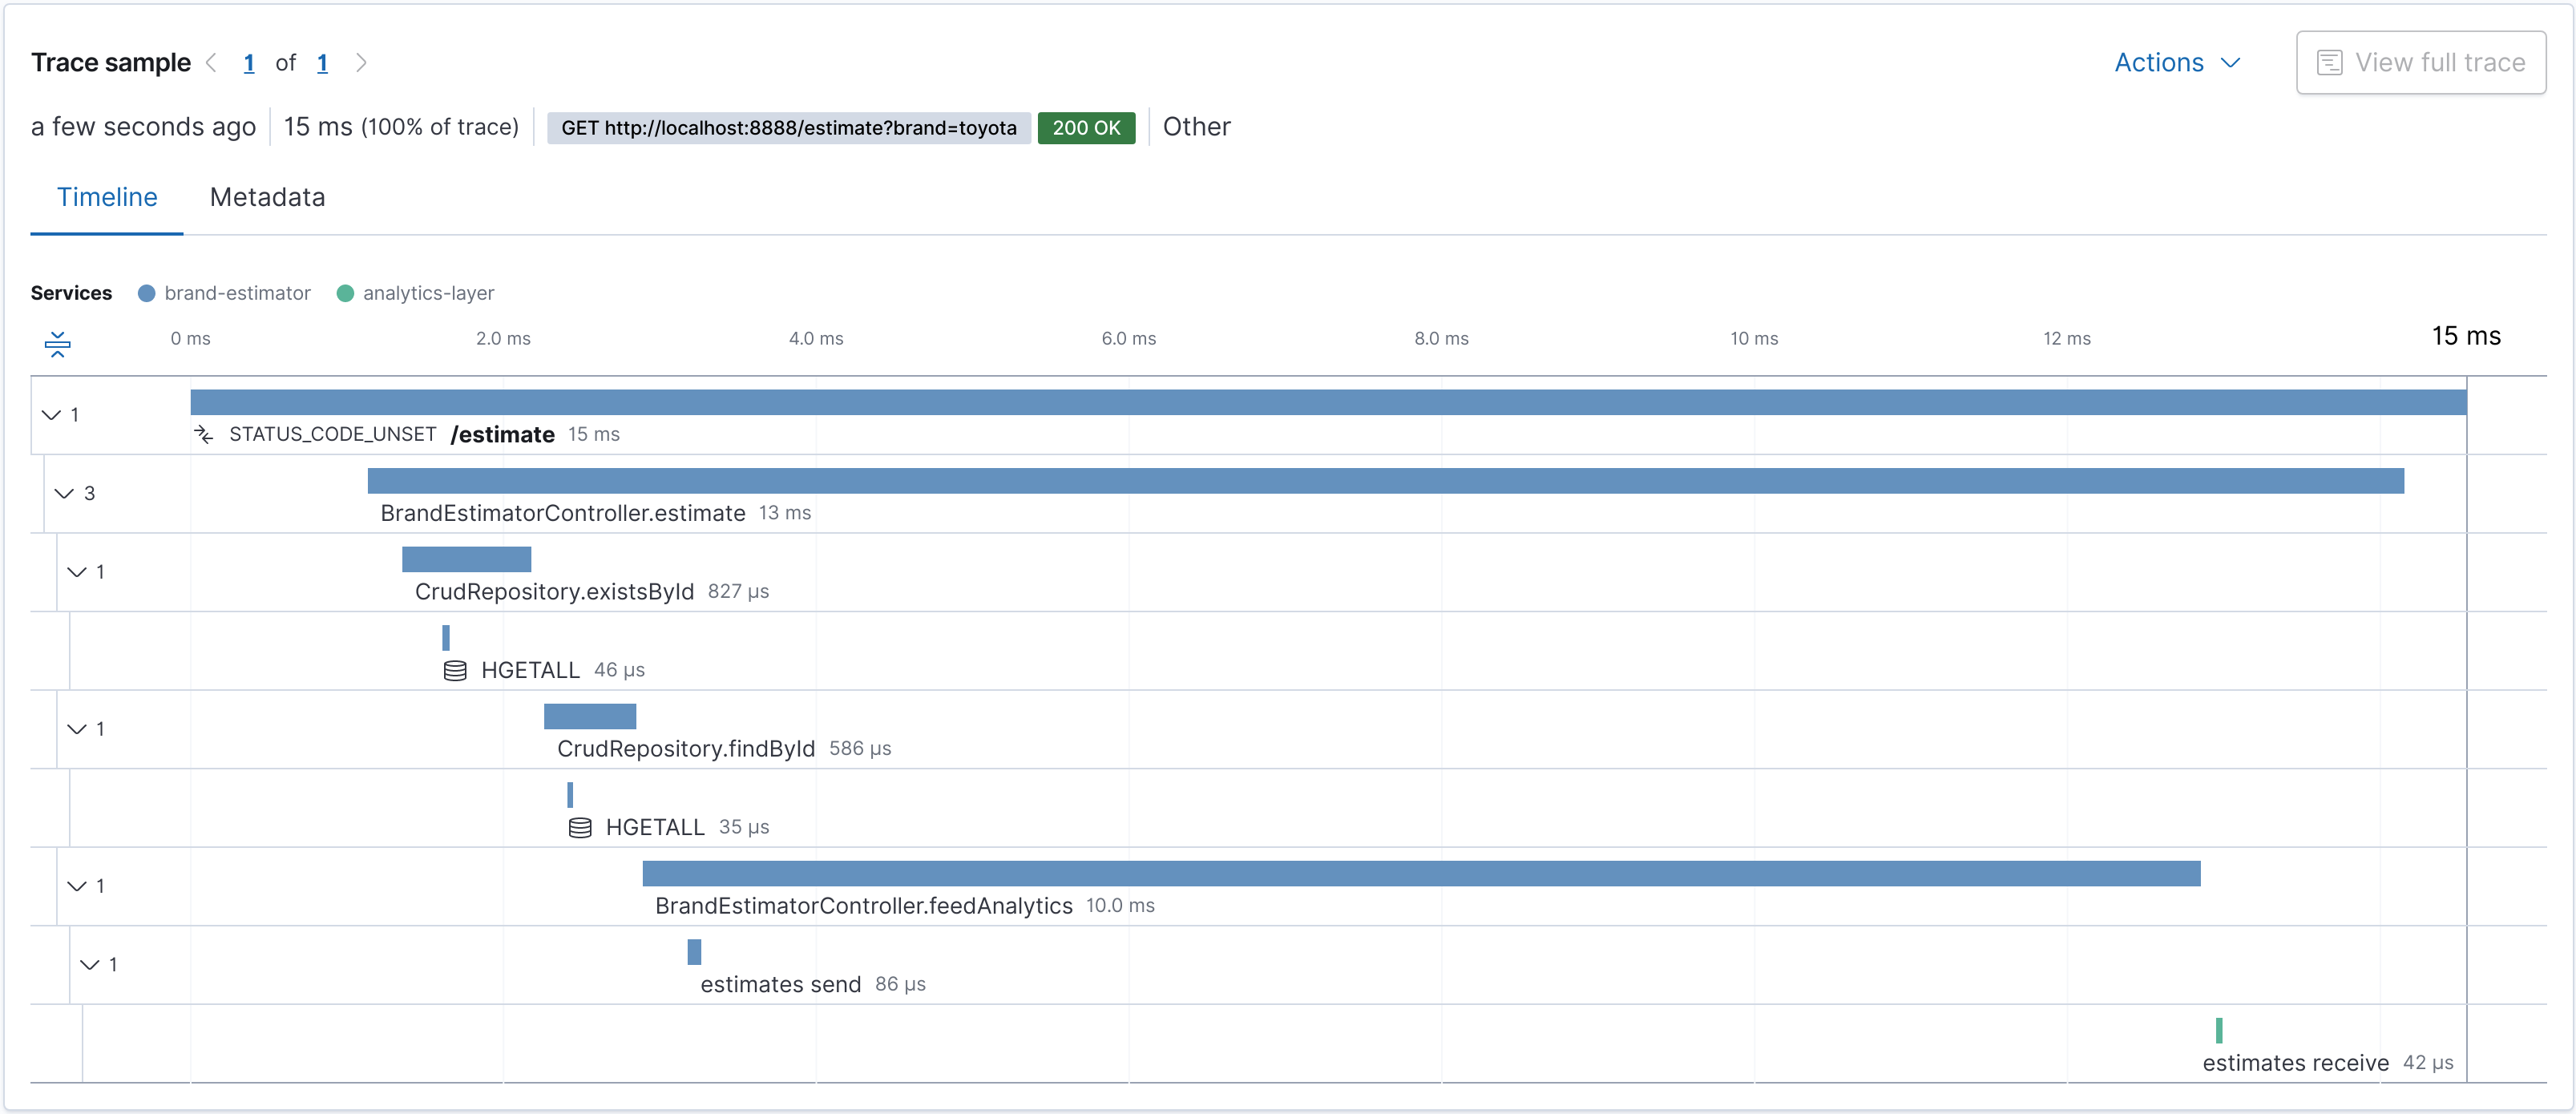 Trace sample 1 of 1 Actions View full trace
a few seconds ago 15 ms (100% of trace) GET http://localhost:8888/estimate?brand=toyota 200 OK Other
Timeline Metadata
Services brand-estimator analytics-layer
0 ms 2.0 ms 4.0 ms 6.0 ms 8.0 ms 10 ms 12 ms 15 ms
1
STATUS_CODE_UNSET /estimate 15 ms
3
BrandEstimatorController.estimate 13 ms
1
CrudRepository.existsById 827 μs
HGETALL 46 μs
1
CrudRepository.findById 586 μs
HGETALL 35 μs
1
BrandEstimatorController.feedAnalytics 10.0 ms
1
estimates send 86 μs
estimates receive 42 μs